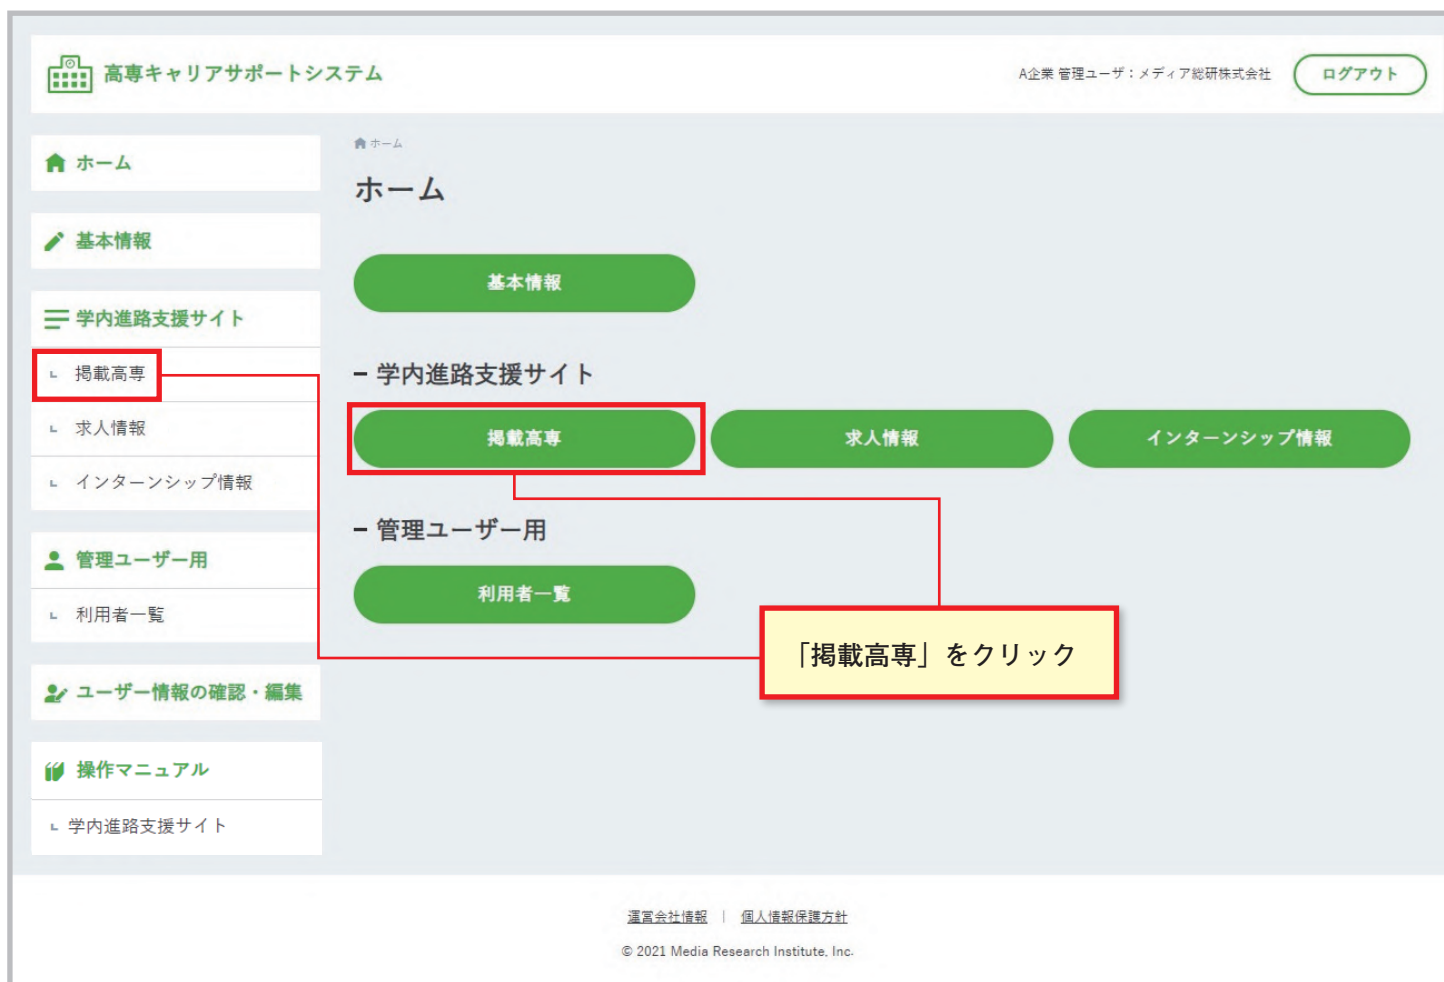 高専キャリアサポートシステム
A企業 管理ユーザ：メディア総研株式会社
ログアウト
ホーム
基本情報
学内進路支援サイト
掲載高専
求人情報
インターンシップ情報
管理ユーザー用
利用者一覧
ユーザー情報の確認・編集
操作マニュアル
学内進路支援サイト
ホーム
ホーム
基本情報
学内進路支援サイト
掲載高専
求人情報
インターンシップ情報
管理ユーザー用
利用者一覧
「掲載高専」をクリック
運営会社情報 | 個人情報保護方針
© 2021 Media Research Institute, Inc.